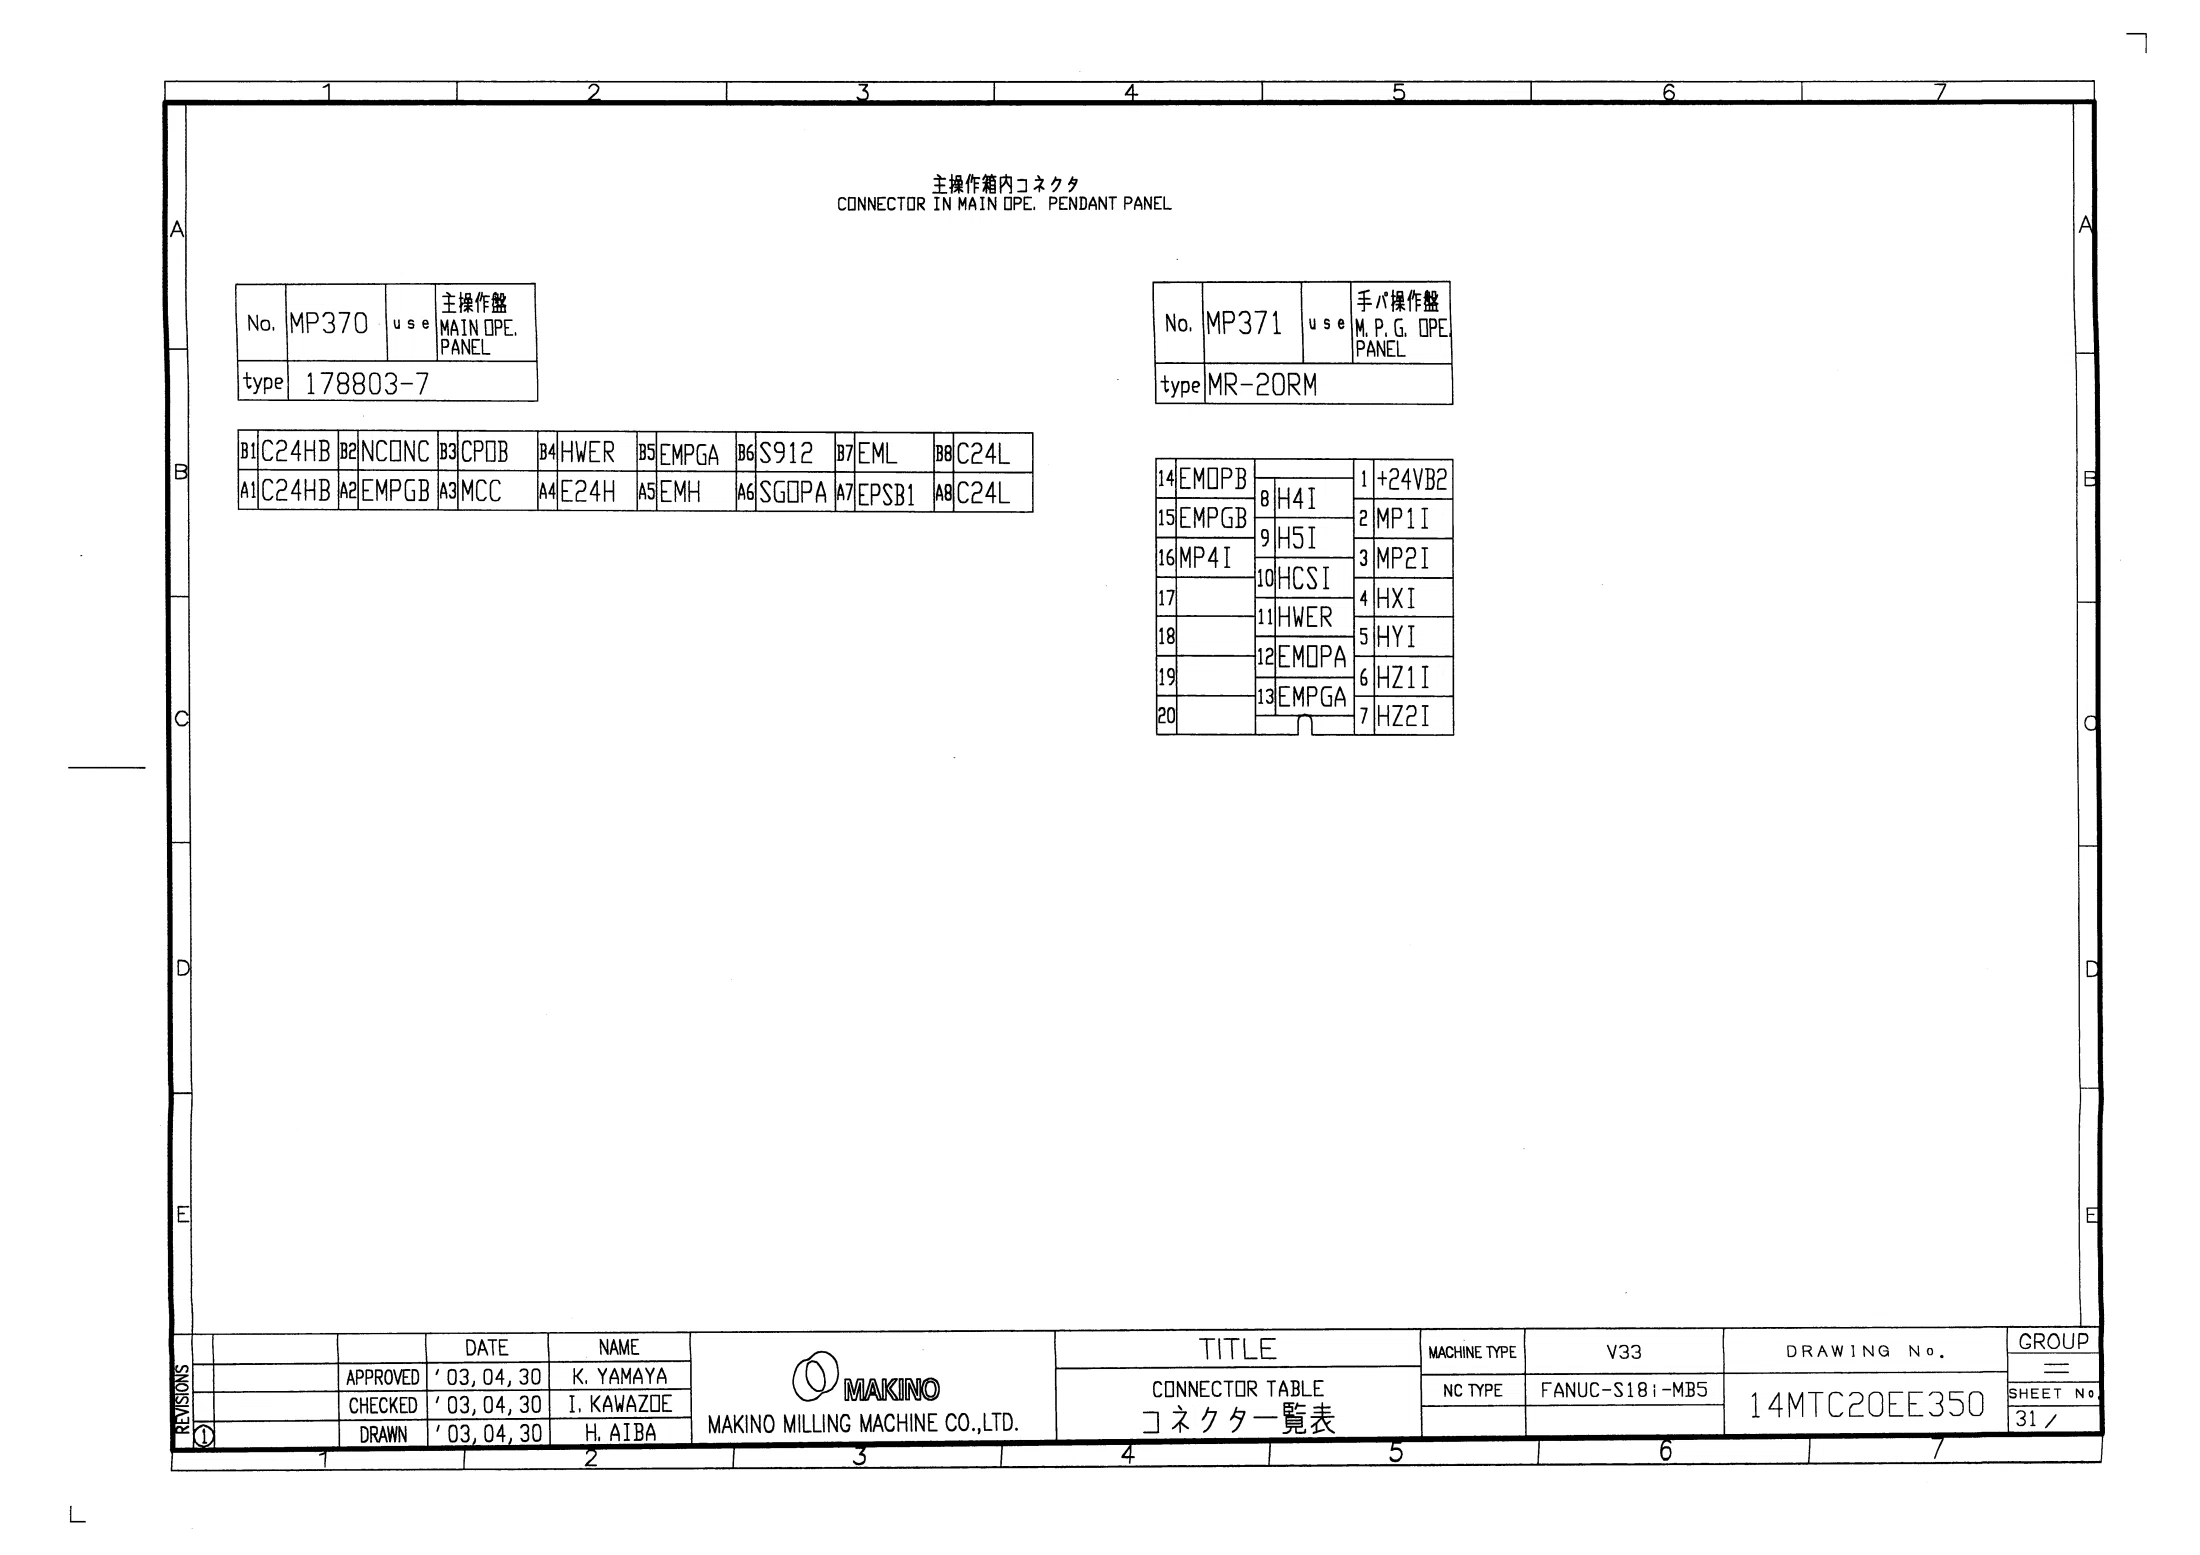 1 2 3 4 5 6 7
主操作箱内コネクタ
CONNECTOR IN MAIN OPE. PENDANT PANEL
A A
No. MP370 use 主操作盤
MAIN OPE.
PANEL
type 178803-7
No. MP371 use 手パ操作盤
M.P.G. OPE.
PANEL
type MR-20RM
B B
B1 C24HB B2 NCONC B3 CPOB B4 HWER B5 EMPGA B6 S912 B7 EML B8 C24L
A1 C24HB A2 EMPGB A3 MCC A4 E24H A5 EMH A6 SGOPA A7 EPSB1 A8 C24L
14 EMOPB
15 EMPGB
16 MP4I
17
18
19
20
8 H4I
9 H5I
10 HCSI
11 HWER
12 EMOPA
13 EMPGA
1 +24VB2
2 MP1I
3 MP2I
4 HXI
5 HYI
6 HZ1I
7 HZ2I
C C
D D
E E
REVISIONS
①
DATE NAME
APPROVED '03,04,30 K. YAMAYA
CHECKED '03,04,30 I. KAWAZOE
DRAWN '03,04,30 H. AIBA
MAKINO
MAKINO MILLING MACHINE CO.,LTD.
TITLE
CONNECTOR TABLE
コネクタ一覧表
MACHINE TYPE V33
NC TYPE FANUC-S18i-MB5
DRAWING No.
14MTC20EE350
GROUP
=
SHEET No.
31/
1 2 3 4 5 6 7